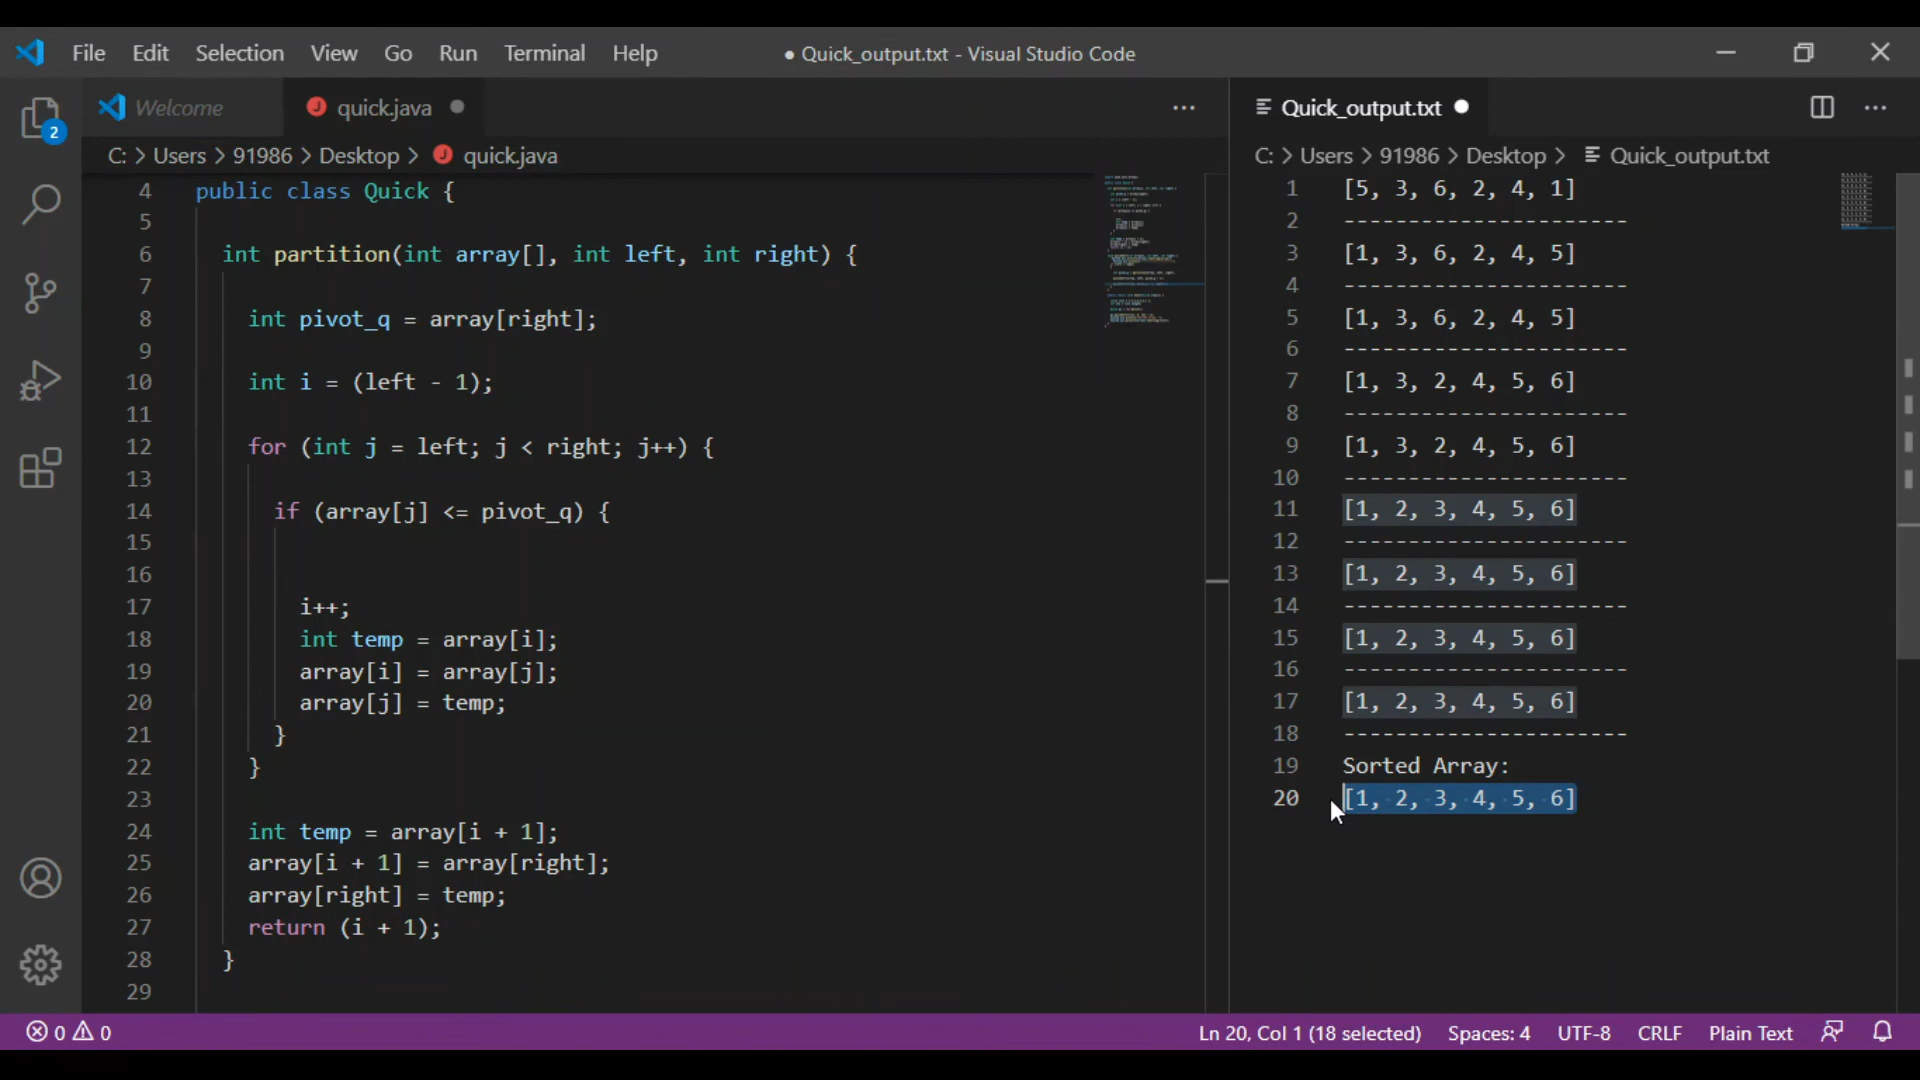 File Edit Selection View Go Run Terminal Help ● Quick_output.txt - Visual Studio Code
Welcome quick.java ● ···
C: > Users > 91986 > Desktop > quick.java
4 public class Quick {
5
6 int partition(int array[], int left, int right) {
7
8 int pivot_q = array[right];
9
10 int i = (left - 1);
11
12 for (int j = left; j < right; j++) {
13
14 if (array[j] <= pivot_q) {
15
16
17 i++;
18 int temp = array[i];
19 array[i] = array[j];
20 array[j] = temp;
21 }
22 }
23
24 int temp = array[i + 1];
25 array[i + 1] = array[right];
26 array[right] = temp;
27 return (i + 1);
28 }
29
Quick_output.txt ● ···
C: > Users > 91986 > Desktop > Quick_output.txt
1 [5, 3, 6, 2, 4, 1]
2 ----------------------
3 [1, 3, 6, 2, 4, 5]
4 ----------------------
5 [1, 3, 6, 2, 4, 5]
6 ----------------------
7 [1, 3, 2, 4, 5, 6]
8 ----------------------
9 [1, 3, 2, 4, 5, 6]
10 ----------------------
11 [1, 2, 3, 4, 5, 6]
12 ----------------------
13 [1, 2, 3, 4, 5, 6]
14 ----------------------
15 [1, 2, 3, 4, 5, 6]
16 ----------------------
17 [1, 2, 3, 4, 5, 6]
18 ----------------------
19 Sorted Array:
20 [1, 2, 3, 4, 5, 6]
2
0 0 Ln 20, Col 1 (18 selected) Spaces: 4 UTF-8 CRLF Plain Text